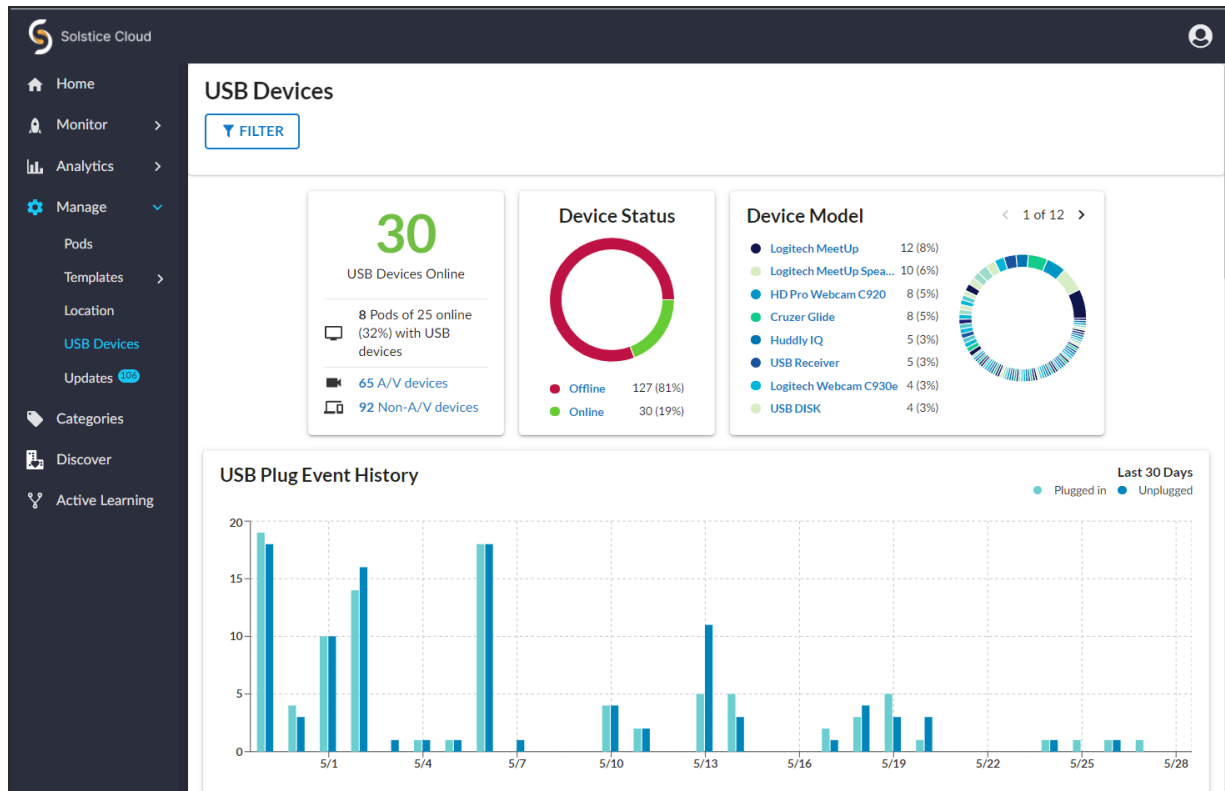 Solstice Cloud
Home
Monitor
Analytics
Manage
Pods
Templates
Location
USB Devices
Updates 106
Categories
Discover
Active Learning
USB Devices
FILTER
30
USB Devices Online
8 Pods of 25 online
(32%) with USB
devices
65 A/V devices
92 Non-A/V devices
Device Status
Offline 127 (81%)
Online 30 (19%)
Device Model
1 of 12
Logitech MeetUp 12 (8%)
Logitech MeetUp Spea... 10 (6%)
HD Pro Webcam C920 8 (5%)
Cruzer Glide 8 (5%)
Huddly IQ 5 (3%)
USB Receiver 5 (3%)
Logitech Webcam C930e 4 (3%)
USB DISK 4 (3%)
USB Plug Event History
Last 30 Days
Plugged in Unplugged
20
15
10
5
0
5/1 5/4 5/7 5/10 5/13 5/16 5/19 5/22 5/25 5/28